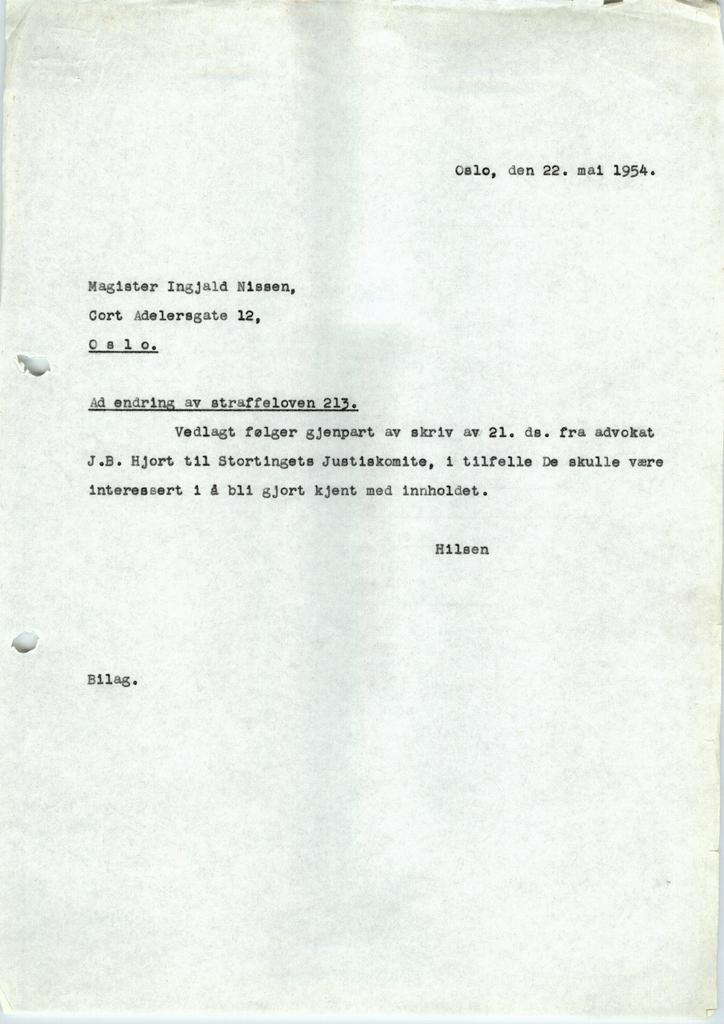 Oslo, den 22. mai 1954.
Magister Ingjald Nissen,
Cort Adelersgate 12,
O s l o.
Ad endring av straffeloven 213.
Vedlagt følger gjenpart av skriv av 21. ds. fra advokat
J.B. Hjort til Stortingets Justiskomite, i tilfelle De skulle være
interessert i å bli gjort kjent med innholdet.
Hilsen
Bilag.